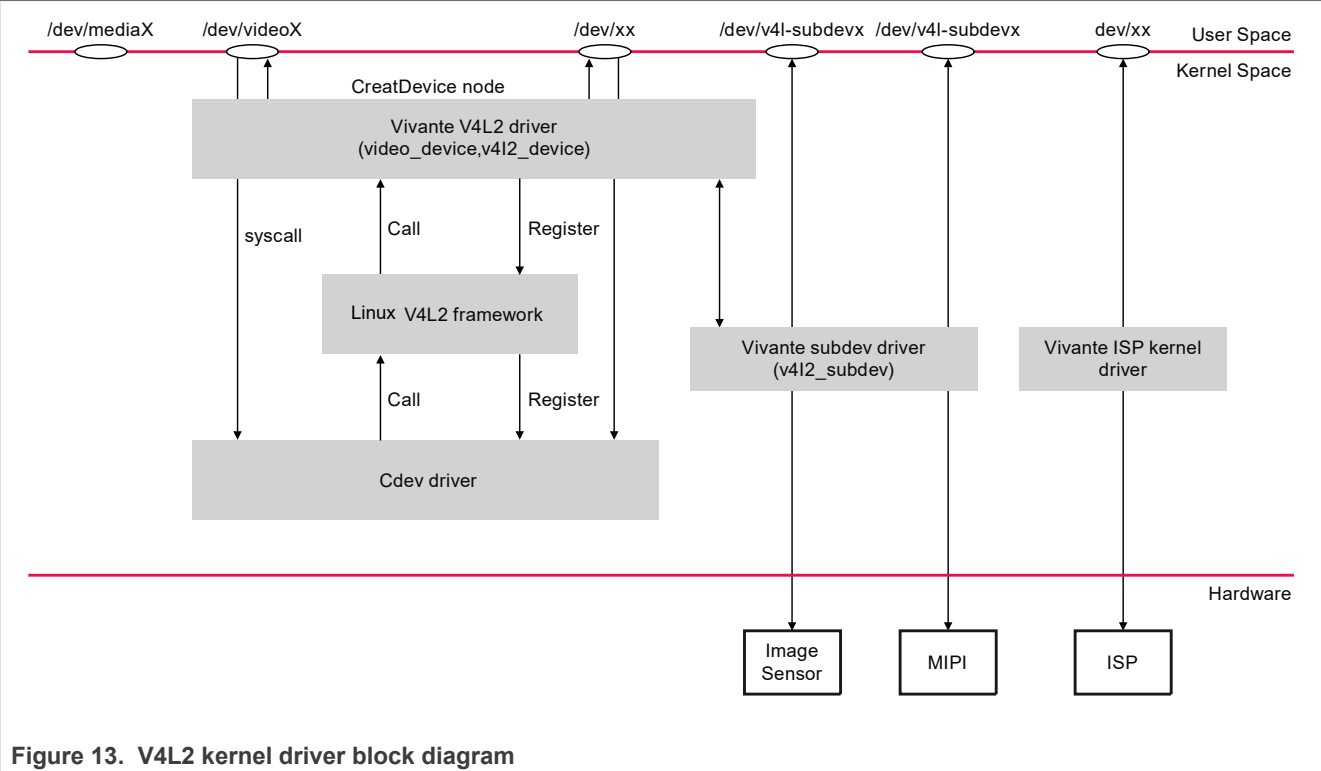 /dev/mediaX
/dev/videoX
/dev/xx
/dev/v4l-subdevx
/dev/v4l-subdevx
dev/xx
User Space
Kernel Space
CreatDevice node
Vivante V4L2 driver
(video_device,v4l2_device)
syscall
Call
Register
Linux V4L2 framework
Vivante subdev driver
(v4l2_subdev)
Vivante ISP kernel
driver
Call
Register
Cdev driver
Hardware
Image
Sensor
MIPI
ISP
Figure 13. V4L2 kernel driver block diagram